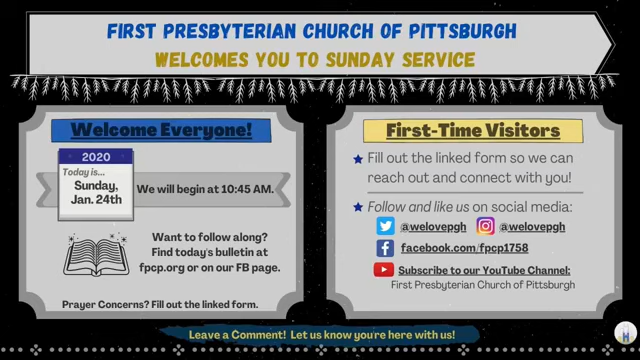 FIRST PRESBYTERIAN CHURCH OF PITTSBURGH
WELCOMES YOU TO SUNDAY SERVICE
Welcome Everyone!
2020
Today is...
Sunday,
Jan. 24th
We will begin at 10:45 AM.
Want to follow along?
Find today's bulletin at
fpcp.org or on our FB page.
Prayer Concerns? Fill out the linked form.
First-Time Visitors
Fill out the linked form so we can
reach out and connect with you!
Follow and like us on social media:
@welovepgh @welovepgh
facebook.com/fpcp1758
Subscribe to our YouTube Channel:
First Presbyterian Church of Pittsburgh
Leave a Comment! Let us know you're here with us!